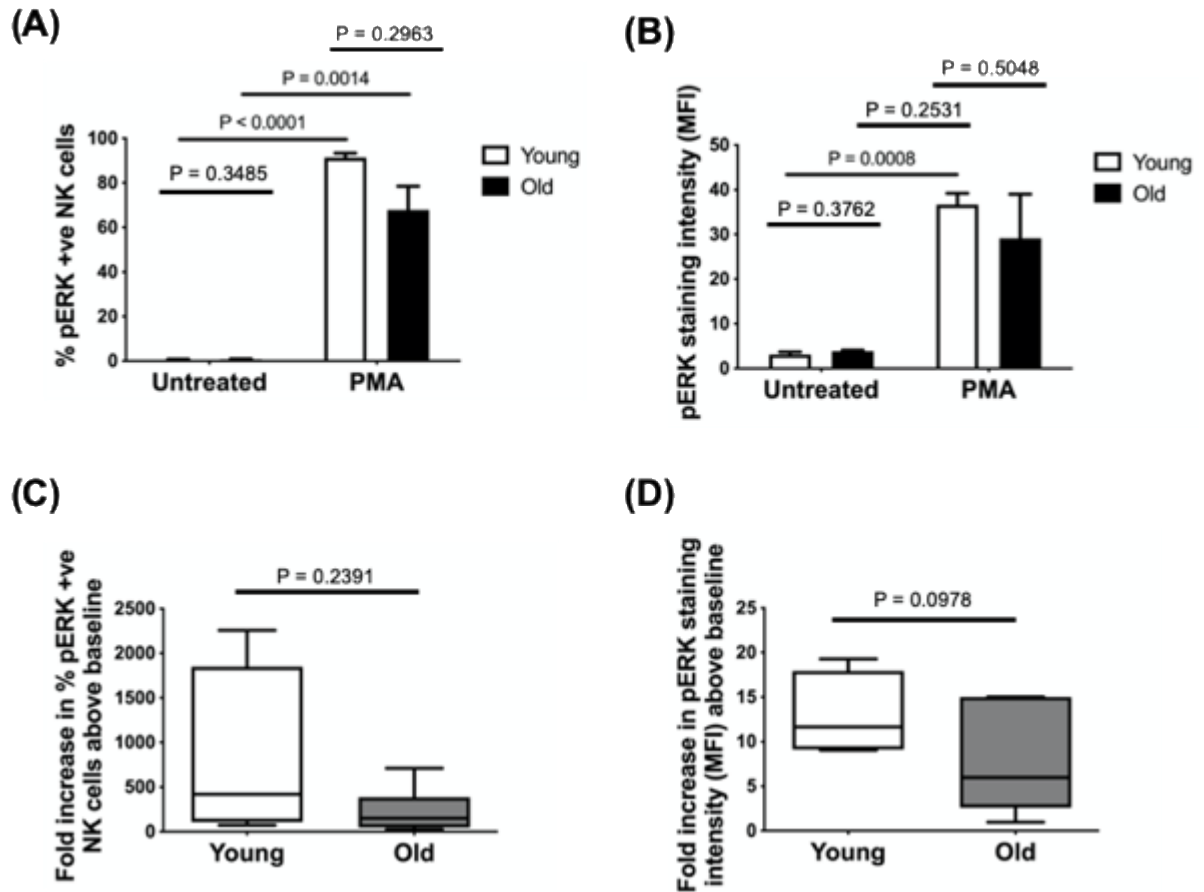 (A)
P = 0.2963
P = 0.0014
P < 0.0001
P = 0.3485
% pERK +ve NK cells
100
80
60
40
20
0
Untreated
PMA
Young
Old
(B)
P = 0.5048
P = 0.2531
P = 0.0008
P = 0.3762
pERK staining intensity (MFI)
50
40
30
20
10
0
Untreated
PMA
Young
Old
(C)
P = 0.2391
Fold increase in % pERK +ve
NK cells above baseline
2500
2000
1500
1000
500
0
Young
Old
(D)
P = 0.0978
Fold increase in pERK staining
intensity (MFI) above baseline
25
20
15
10
5
0
Young
Old